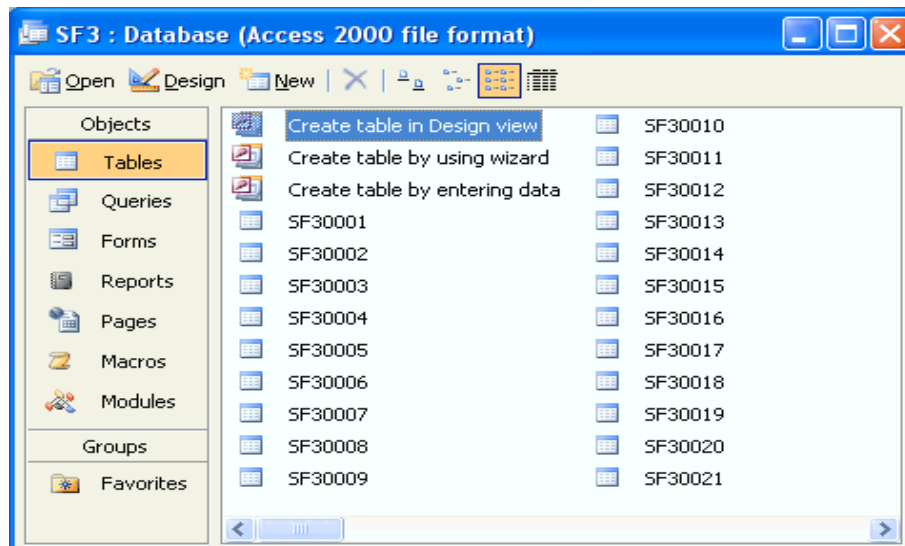 SF3 : Database (Access 2000 file format)
Open Design New
Objects
Tables
Queries
Forms
Reports
Pages
Macros
Modules
Groups
Favorites
Create table in Design view
Create table by using wizard
Create table by entering data
SF30001
SF30002
SF30003
SF30004
SF30005
SF30006
SF30007
SF30008
SF30009
SF30010
SF30011
SF30012
SF30013
SF30014
SF30015
SF30016
SF30017
SF30018
SF30019
SF30020
SF30021